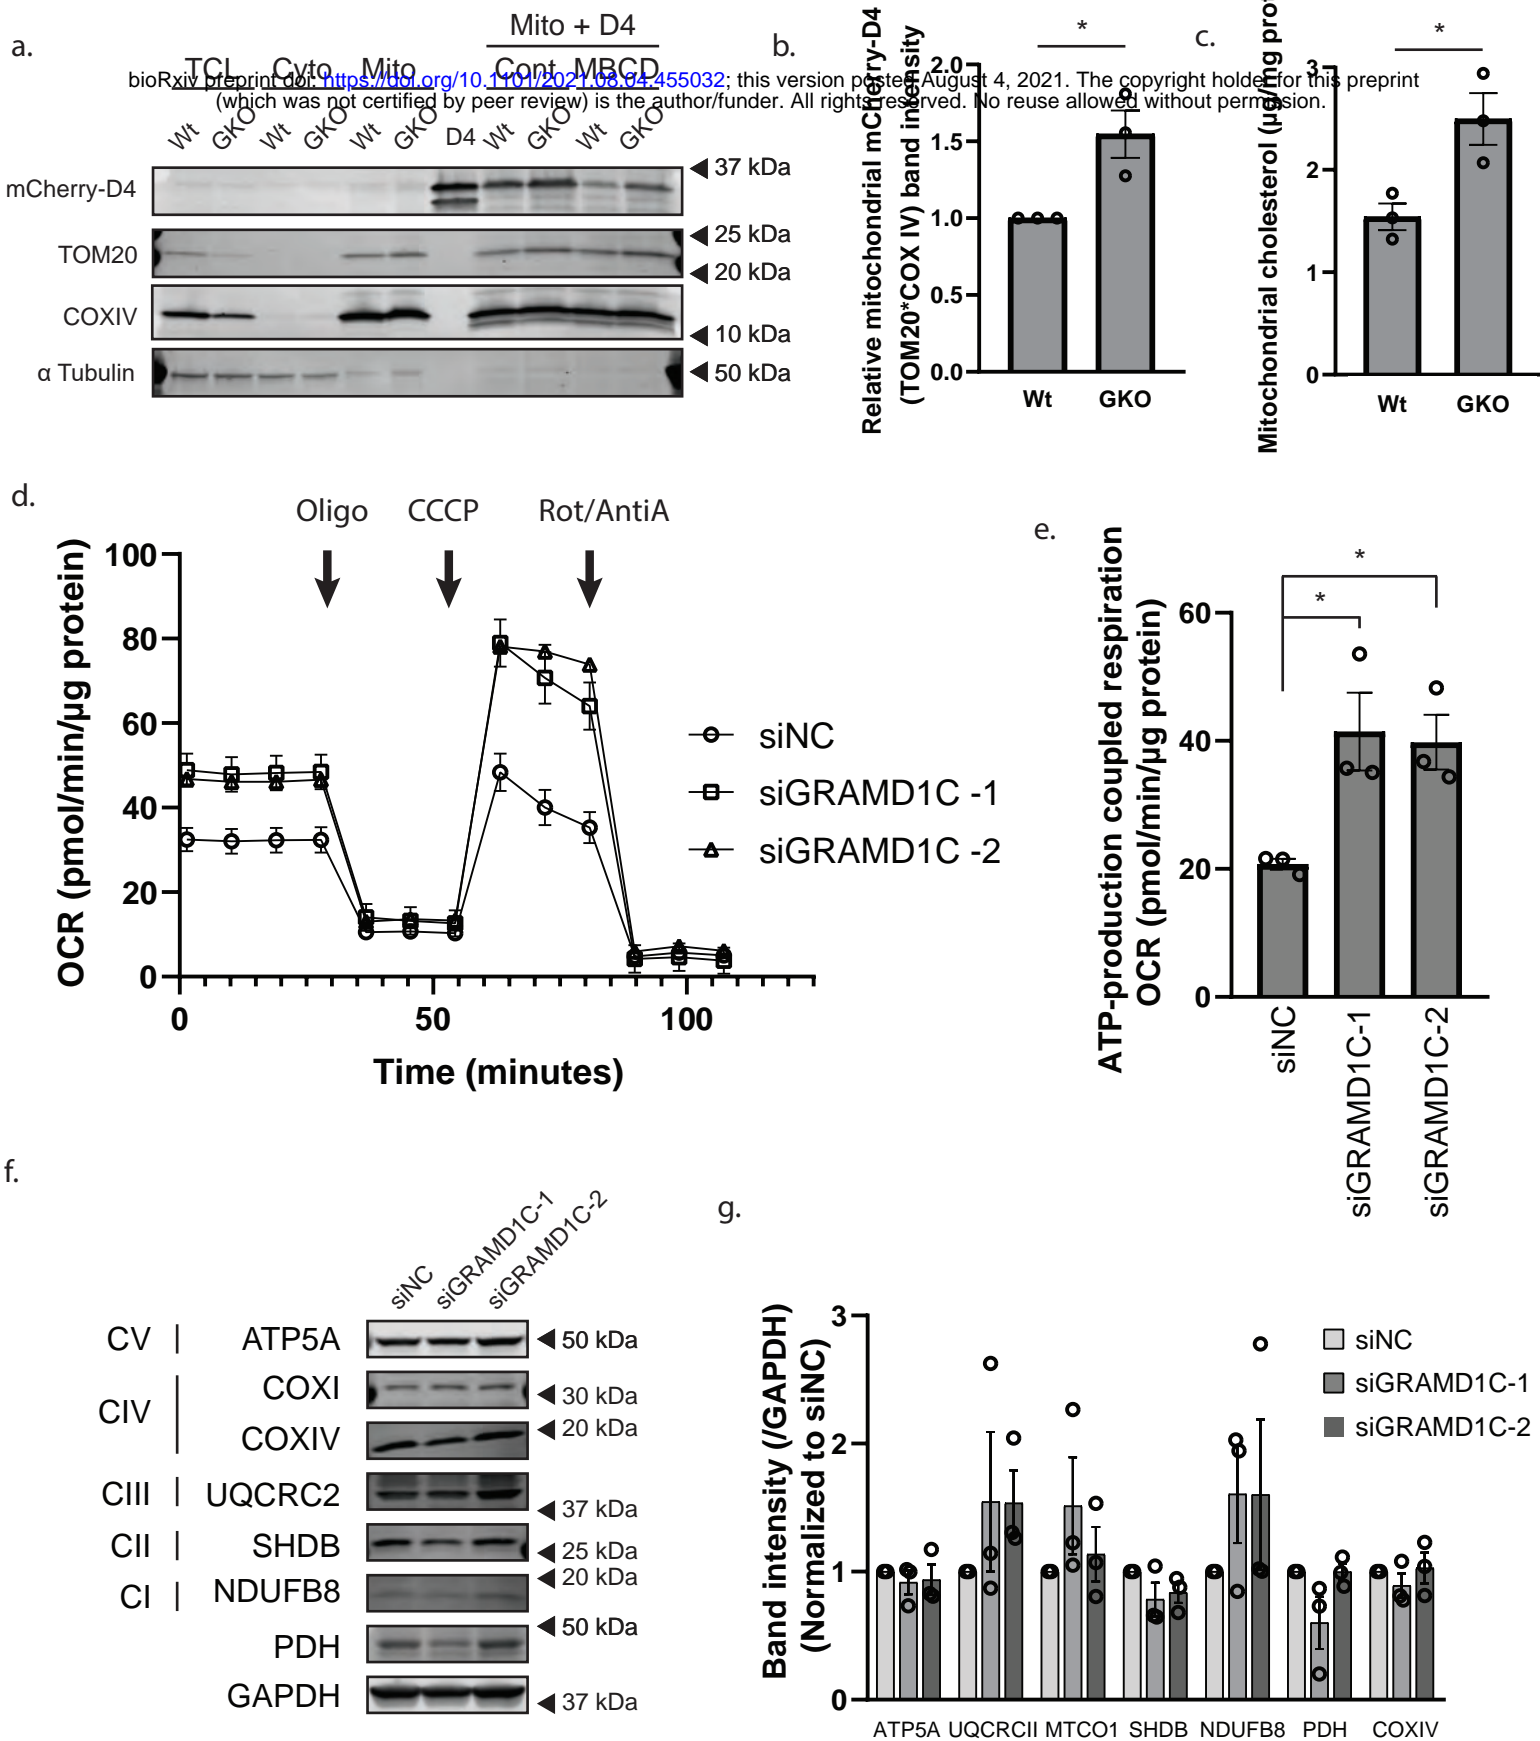 a.
Mito + D4
TCL Cyto Mito Cont MBCD
bioRxiv preprint doi: https://doi.org/10.1101/2021.08.04.455032; this version posted August 4, 2021. The copyright holder for this preprint
(which was not certified by peer review) is the author/funder. All rights reserved. No reuse allowed without permission.
Wt GKO Wt GKO Wt GKO D4 Wt GKO Wt GKO
mCherry-D4
37 kDa
TOM20
25 kDa
20 kDa
COXIV
10 kDa
α Tubulin
50 kDa
b.
Relative mitochondrial mCherry-D4
(TOM20*COX IV) band intensity
2.0
1.5
1.0
0.5
0.0
*
Wt GKO
c.
Mitochondrial cholesterol (µg/mg pro
3
2
1
0
*
Wt GKO
d.
Oligo CCCP Rot/AntiA
OCR (pmol/min/µg protein)
100
80
60
40
20
0
0 50 100
Time (minutes)
siNC
siGRAMD1C -1
siGRAMD1C -2
e.
ATP-production coupled respiration
OCR (pmol/min/µg protein)
60
40
20
0
*
*
siNC
siGRAMD1C-1
siGRAMD1C-2
f.
siNC
siGRAMD1C-1
siGRAMD1C-2
CV ATP5A 50 kDa
CIV COXI 30 kDa
COXIV 20 kDa
CIII UQCRC2 37 kDa
CII SHDB 25 kDa
CI NDUFB8 20 kDa
PDH 50 kDa
GAPDH 37 kDa
g.
Band intensity (/GAPDH)
(Normalized to siNC)
3
2
1
0
siNC
siGRAMD1C-1
siGRAMD1C-2
ATP5A UQCRCII MTCO1 SHDB NDUFB8 PDH COXIV